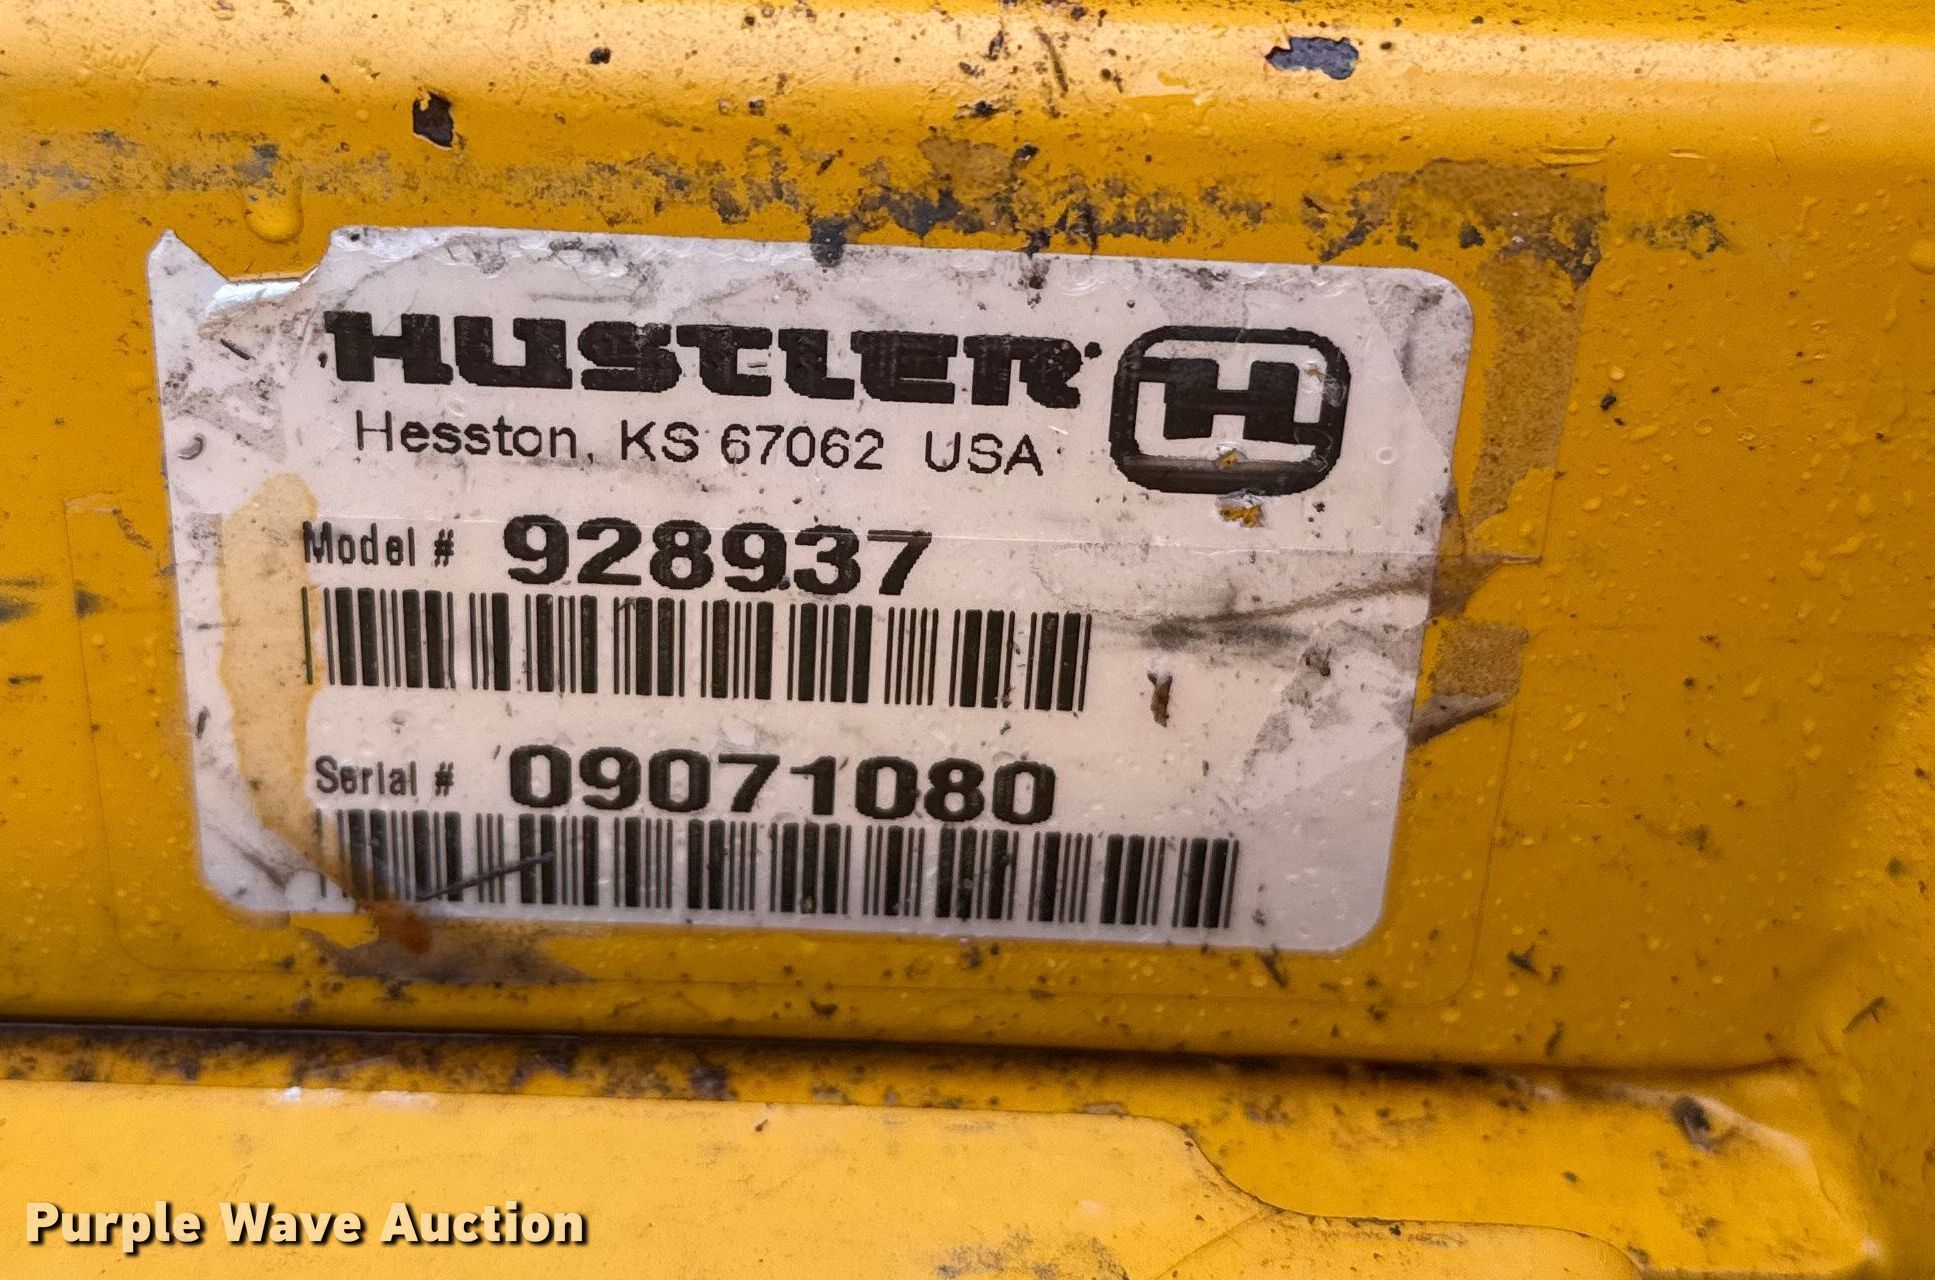 HUSTLER
H
Hesston, KS 67062 USA
Model # 928937
Serial # 09071080
Purple Wave Auction